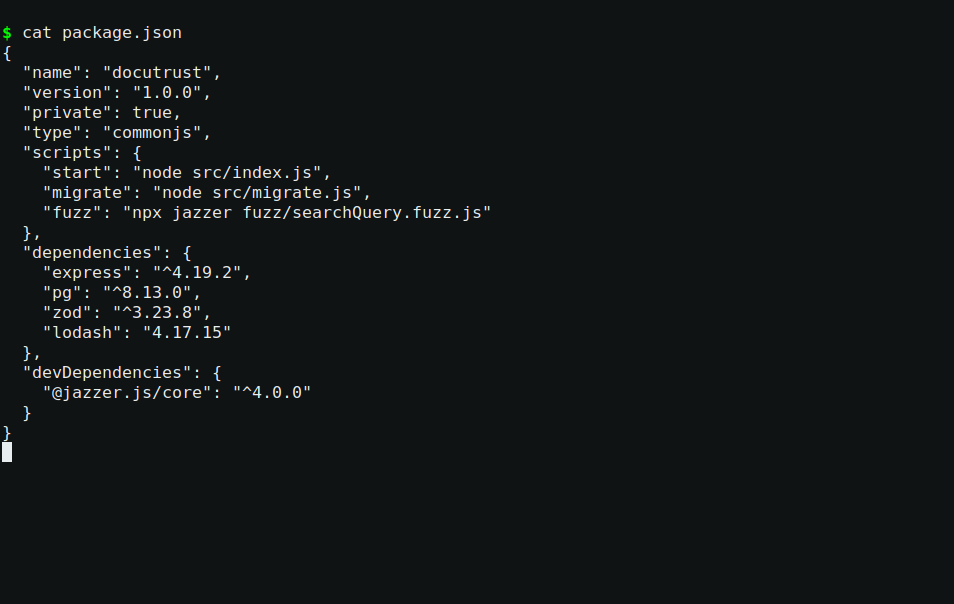 $ cat package.json
{
  "name": "docutrust",
  "version": "1.0.0",
  "private": true,
  "type": "commonjs",
  "scripts": {
    "start": "node src/index.js",
    "migrate": "node src/migrate.js",
    "fuzz": "npx jazzer fuzz/searchQuery.fuzz.js"
  },
  "dependencies": {
    "express": "^4.19.2",
    "pg": "^8.13.0",
    "zod": "^3.23.8",
    "lodash": "4.17.15"
  },
  "devDependencies": {
    "@jazzer.js/core": "^4.0.0"
  }
}